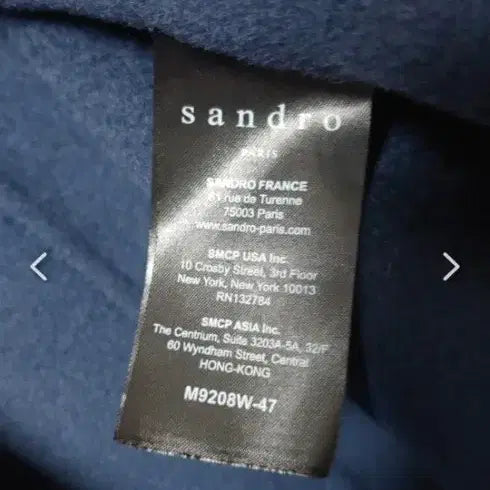 sandro
PARIS
SANDRO FRANCE
rue de Turenne
75003 Paris
www.sandro-paris.com
SMCP USA Inc.
10 Crosby Street, 3rd Floor
New York, New York 10013
RN132784
SMCP ASIA Inc.
The Centrium, Suite 3203A-5A, 32/F
60 Wyndham Street, Central
HONG-KONG
M9208W-47